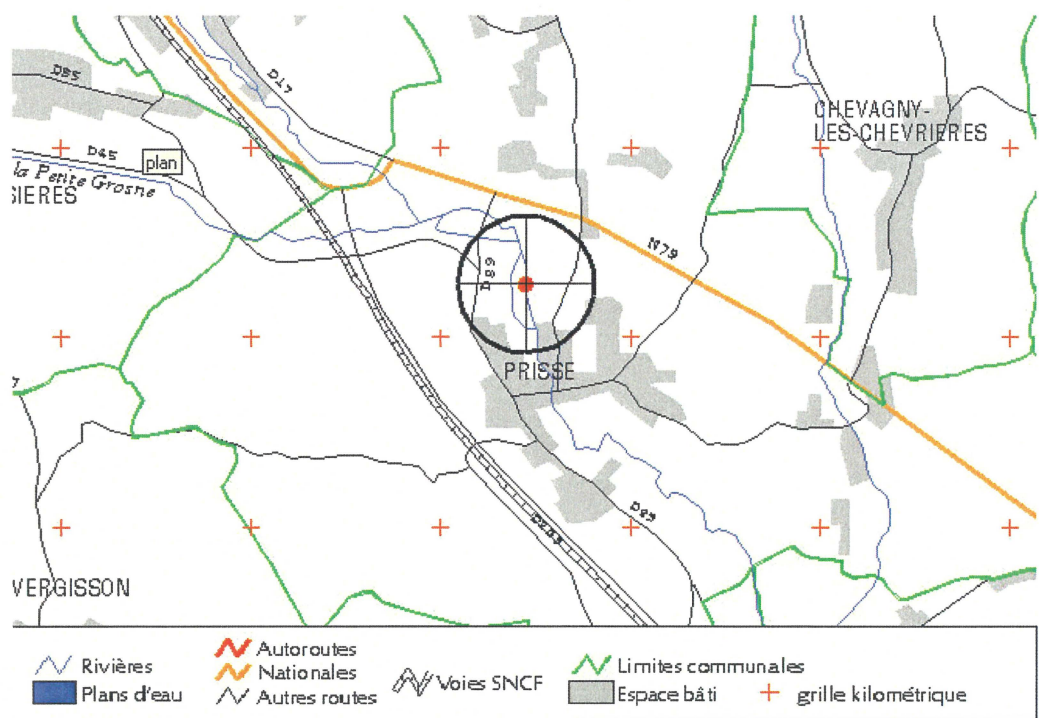 D85
D17
CHEVAGNY-
LES-CHEVRIERES
D45
plan
la Petite Grosne
SIERES
N79
D89
PRISSE
D89
VERGISSON
Rivières
Plans d'eau
Autoroutes
Nationales
Autres routes
Voies SNCF
Limites communales
Espace bâti
grille kilométrique